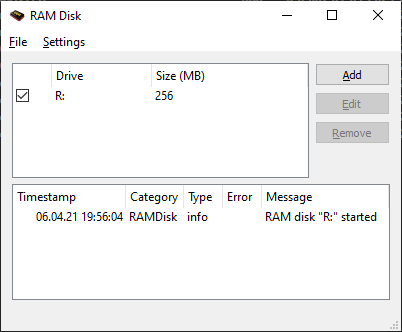 RAM Disk
File Settings
Drive Size (MB)
R: 256
Add
Edit
Remove
Timestamp Category Type Error Message
06.04.21 19:56:04 RAMDisk info RAM disk "R:" started